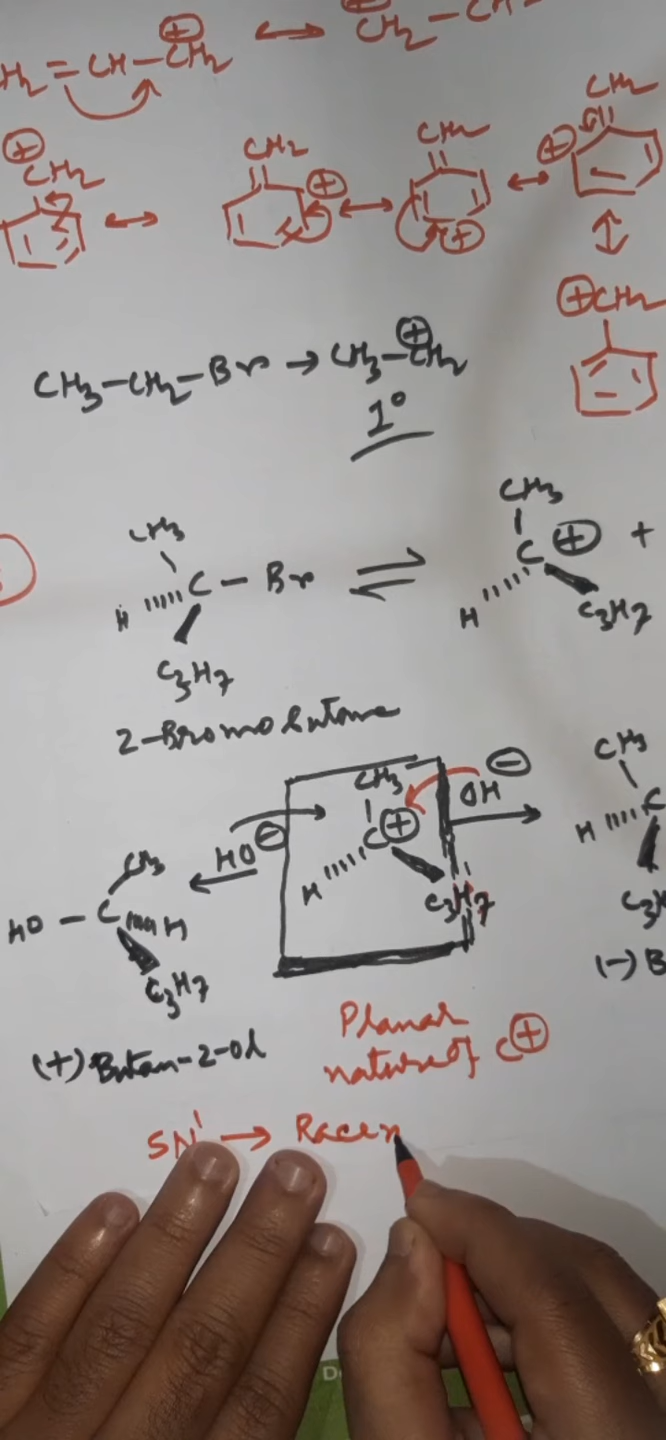 H₂=CH-CH₂ ⊕ ↔ ⊕ CH₂-CH
⊕ CH₂ ↔ CH₂ ⊕ ↔ CH₂ ⊕ ↔ ⊕ CH₂
↕
⊕CH₂
CH₃-CH₂-Br → CH₃-CH₂ ⊕
1°
CH₃ C - Br H C₃H₇ ⇌ CH₃ C ⊕ H C₃H₇ +
2-Bromobutane
CH₃ C ⊕ H C₃H₇
OH ⊖ →
← HO ⊖
HO - C CH₃ H C₃H₇
CH₃ H C C₃H
(+) Butan-2-ol
(-) B
Planar
nature of C⊕
SN¹ → Racem